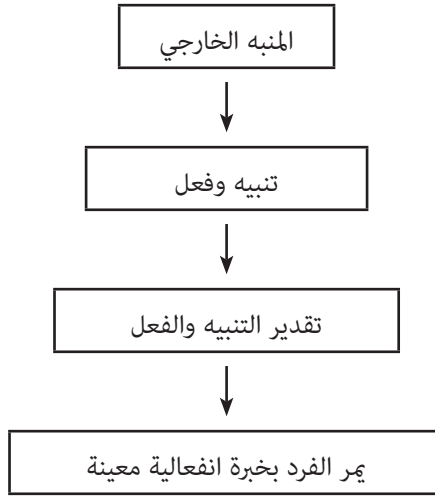 المنبه الخارجي
تنبيه وفعل
تقدير التنبيه والفعل
يمر الفرد بخبرة انفعالية معينة